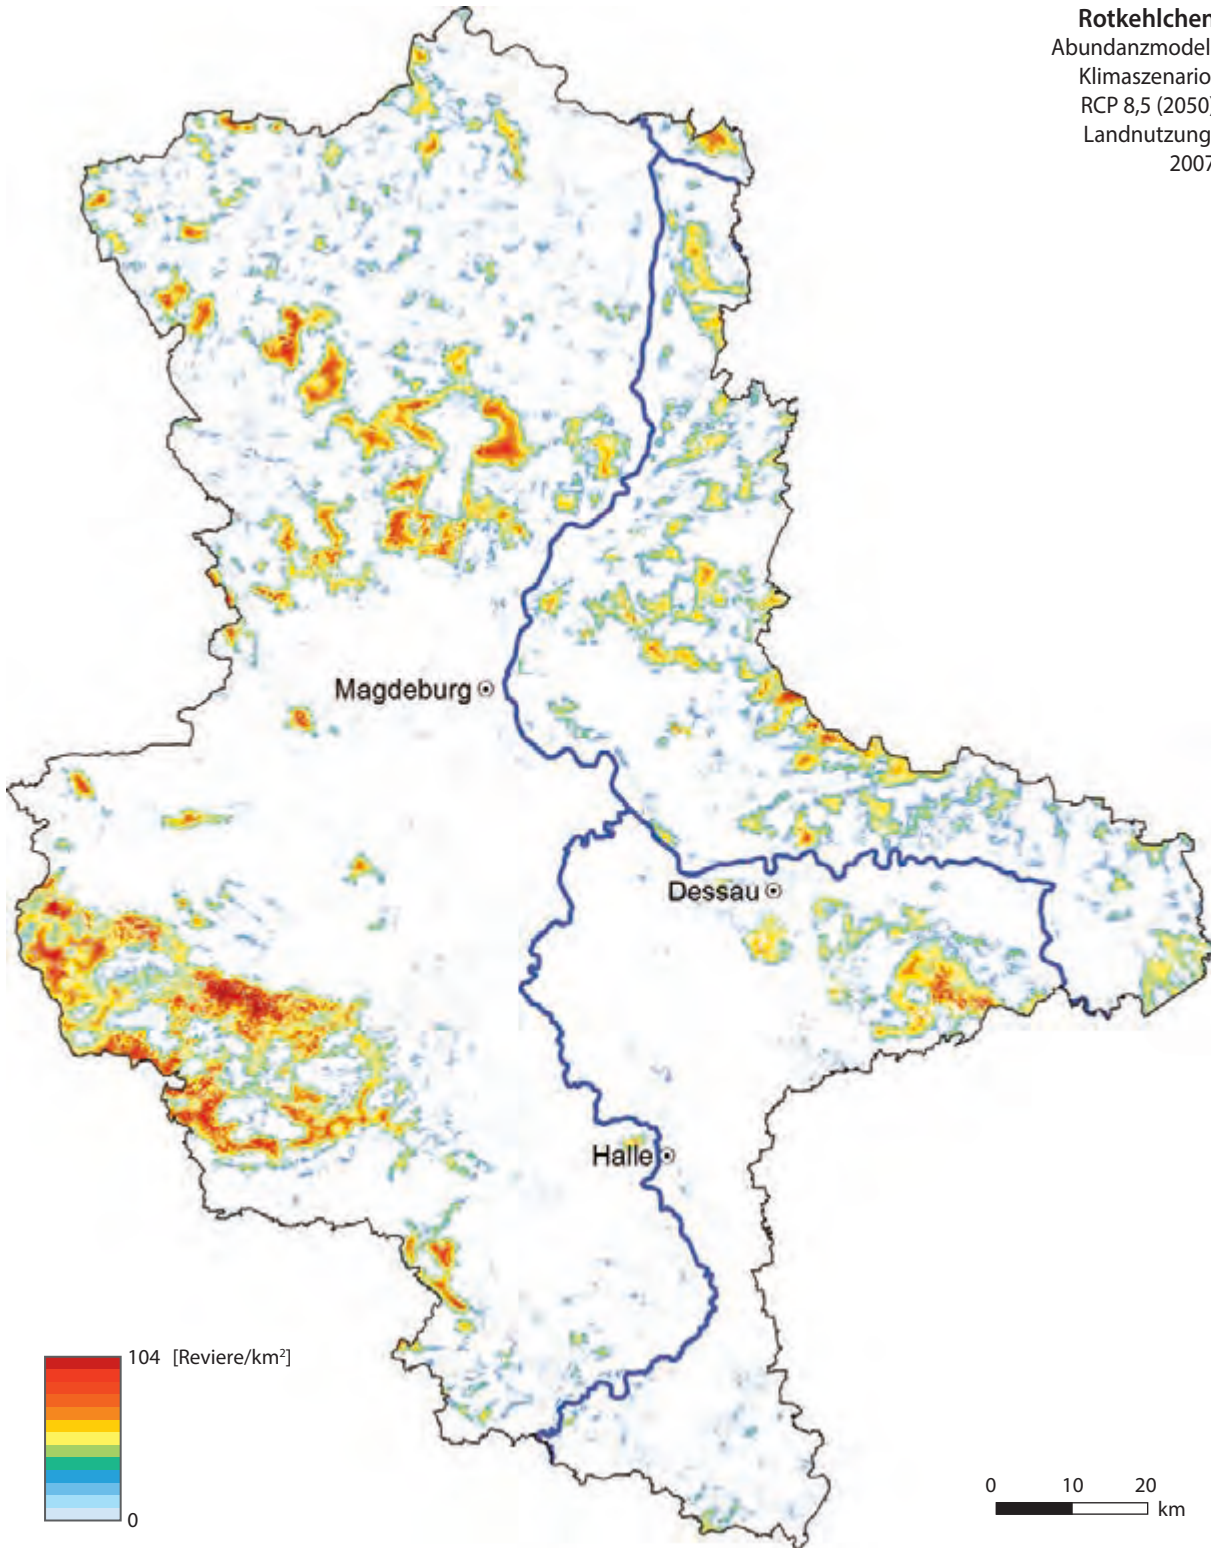 Rotkehlchen
Abundanzmodel
Klimaszenario
RCP 8,5 (2050)
Landnutzung
2007
Magdeburg
Dessau
Halle
104 [Reviere/km²]
0
0 10 20
km